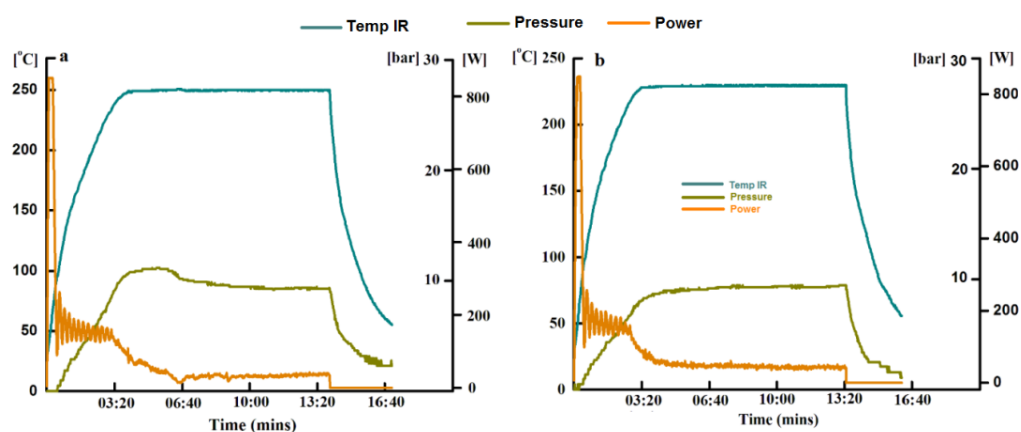 Temp IR Pressure Power
[°C] a [bar] 30 [W]
250 800
200
20 600
150
400
100 10
200
50
0 0
03:20 06:40 10:00 13:20 16:40
Time (mins)
250 [°C] b [bar] 30 [W]
800
200
20
600
Temp IR
150
Pressure
Power
400
100
10
200
50
0 0
03:20 06:40 10:00 13:20 16:40
Time (mins)